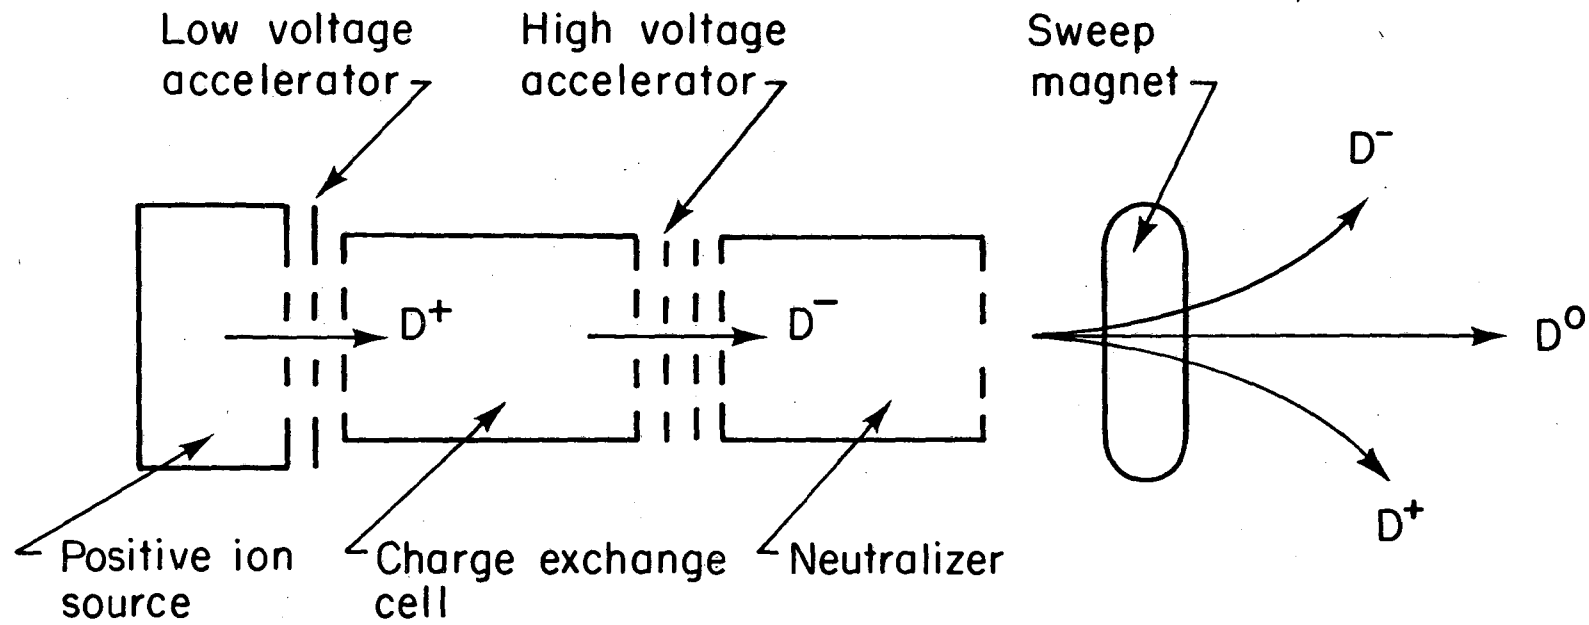 Low voltage
accelerator
High voltage
accelerator
Sweep
magnet
D⁻
D⁺
D⁻
D⁰
D⁺
Positive ion
source
Charge exchange
cell
Neutralizer